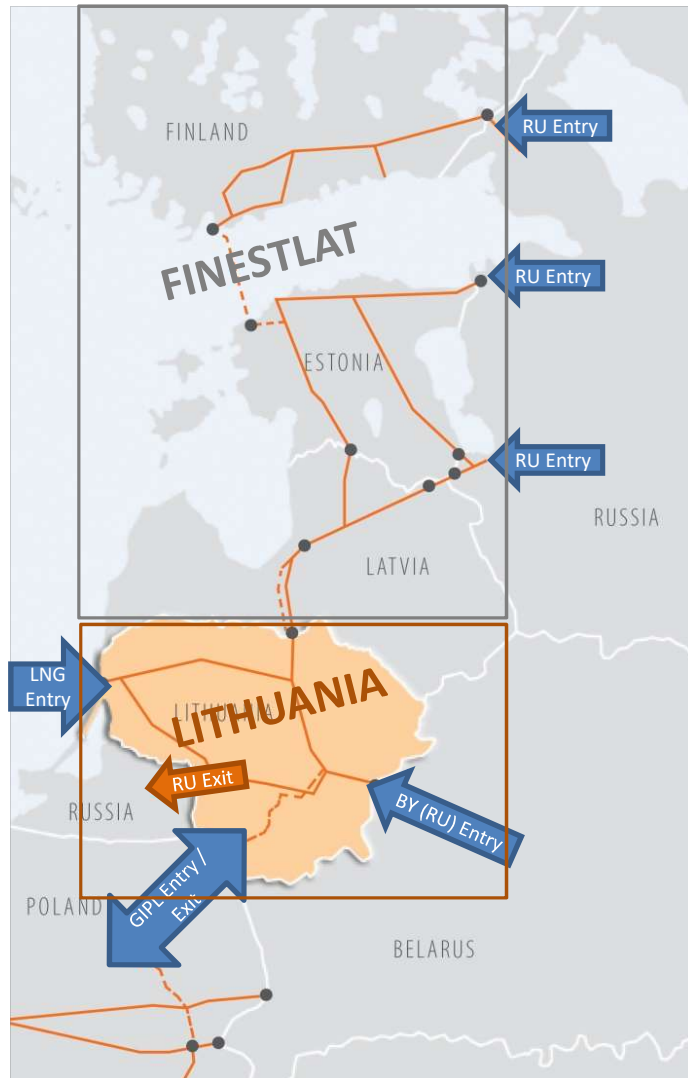 FINLAND
RU Entry
FINESTLAT
RU Entry
ESTONIA
RU Entry
RUSSIA
LATVIA
LNG
Entry
LITHUANIA
LITHUANIA
RU Exit
RUSSIA
BY (RU) Entry
GIPL Entry /
Exit
POLAND
BELARUS